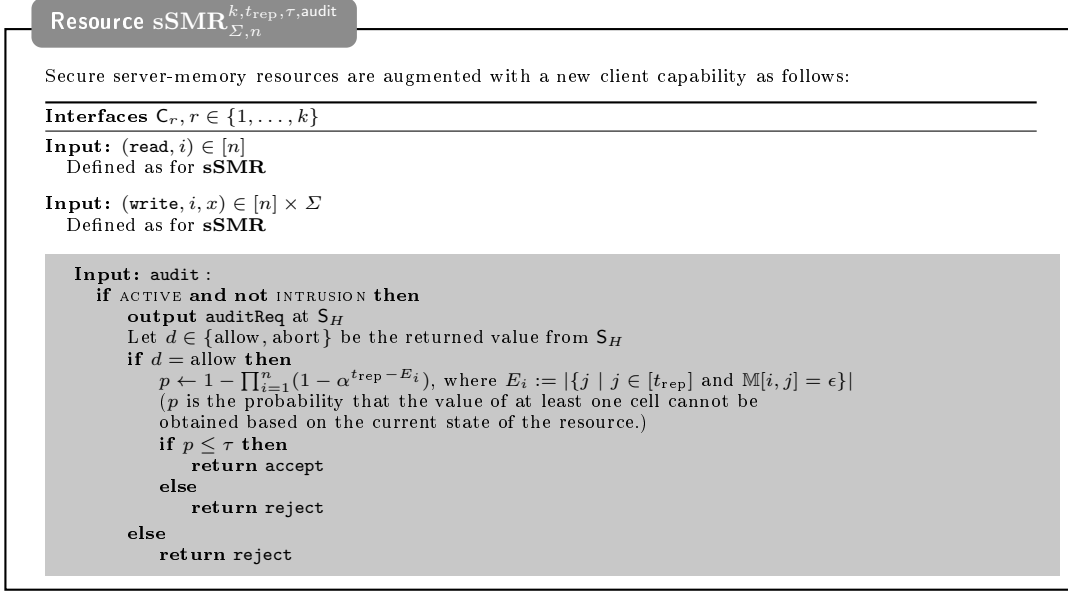 Resource sSMR^{k,t_rep,τ,audit}_{Σ,n}
Secure server-memory resources are augmented with a new client capability as follows:
Interfaces C_r, r ∈ {1, . . . , k}
Input: (read, i) ∈ [n]
Defined as for sSMR
Input: (write, i, x) ∈ [n] × Σ
Defined as for sSMR
Input: audit :
if ACTIVE and not INTRUSION then
output auditReq at S_H
Let d ∈ {allow, abort} be the returned value from S_H
if d = allow then
p ← 1 − ∏^n_{i=1}(1 − α^{t_rep−E_i}), where E_i := |{j | j ∈ [t_rep] and 𝕄[i, j] = ϵ}|
(p is the probability that the value of at least one cell cannot be
obtained based on the current state of the resource.)
if p ≤ τ then
return accept
else
return reject
else
return reject